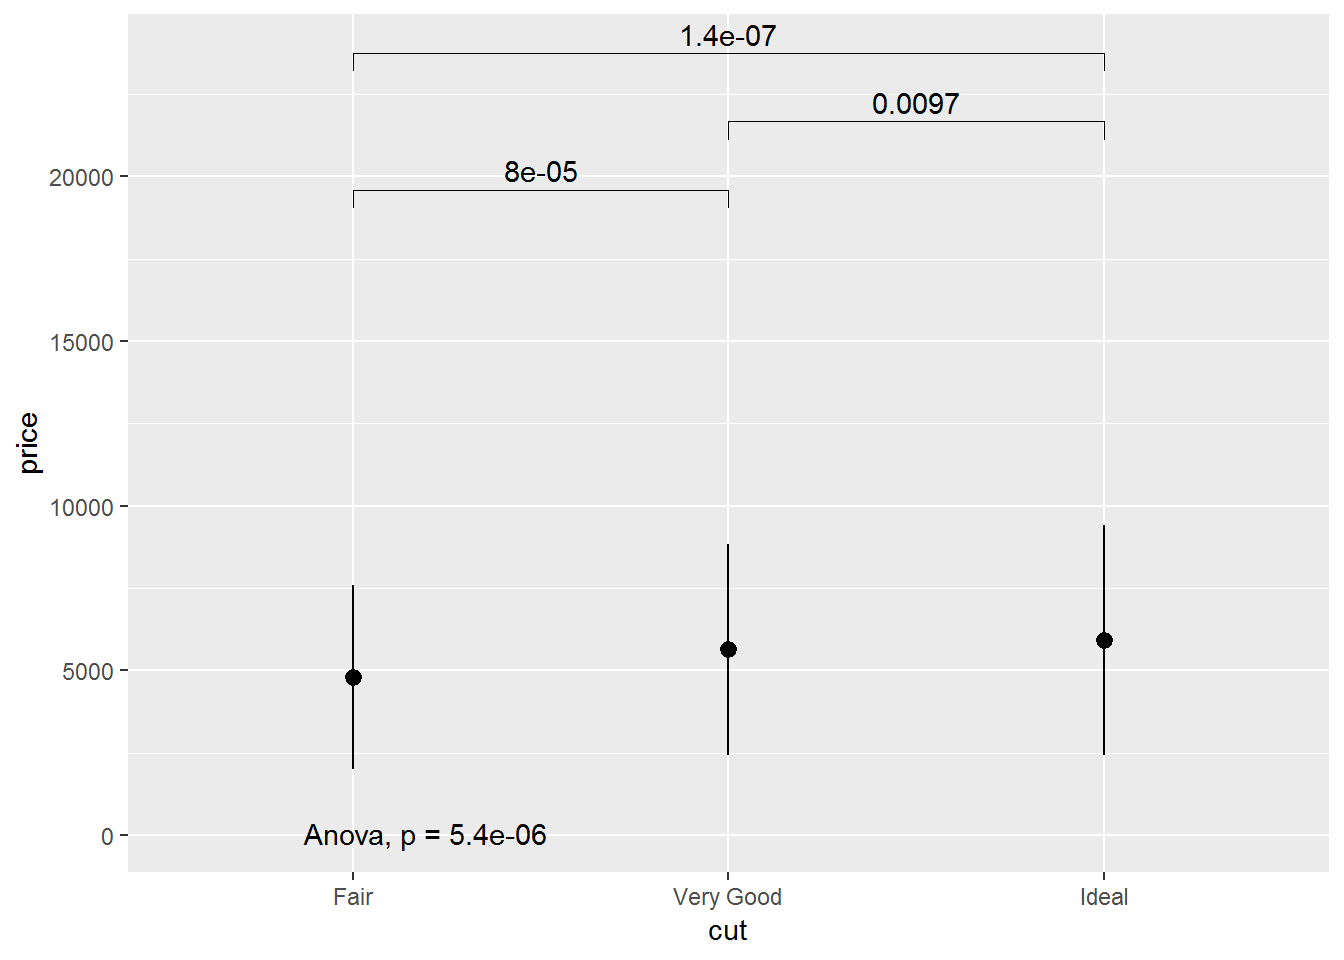 1.4e-07
0.0097
8e-05
20000
15000
10000
5000
0
price
Anova, p = 5.4e-06
Fair
Very Good
Ideal
cut